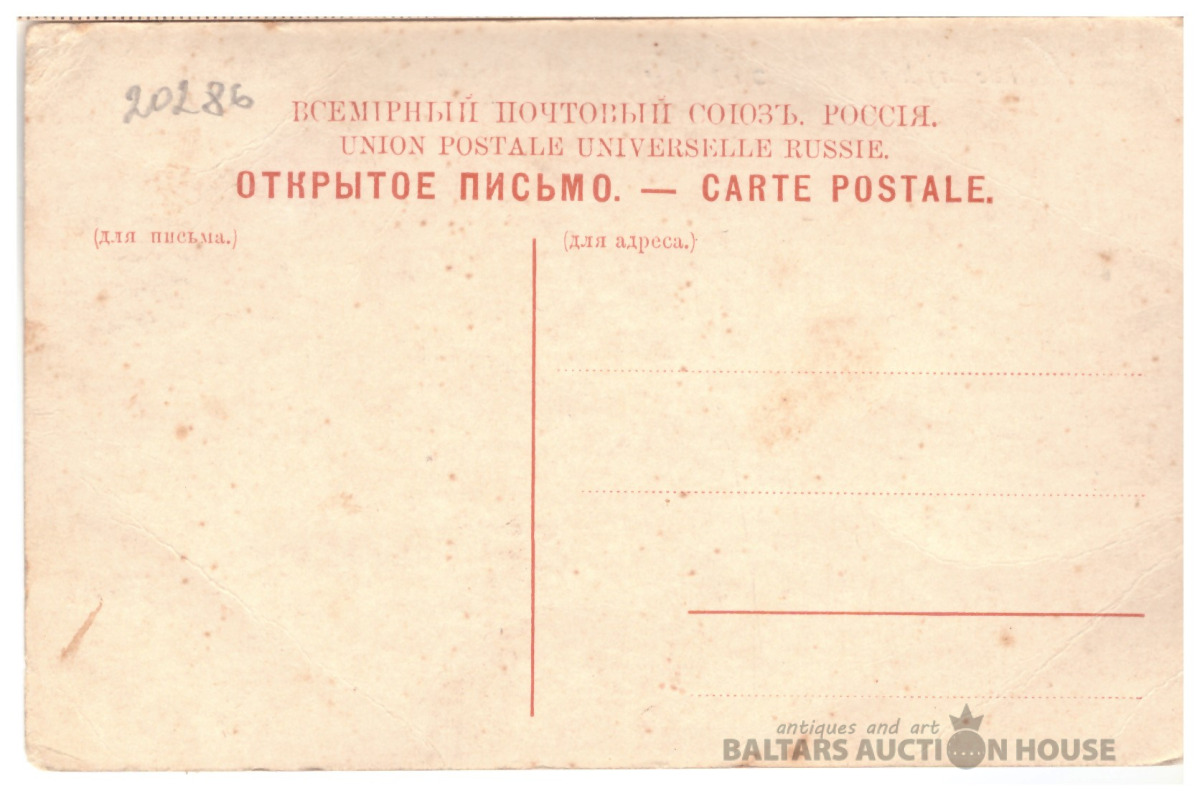 20286
ВСЕМІРНЫЙ ПОЧТОВЫЙ СОЮЗЪ. РОССІЯ.
UNION POSTALE UNIVERSELLE RUSSIE.
ОТКРЫТОЕ ПИСЬМО. — CARTE POSTALE.
(для письма.)
(для адреса.)
antiques and art
BALTARS AUCTION HOUSE